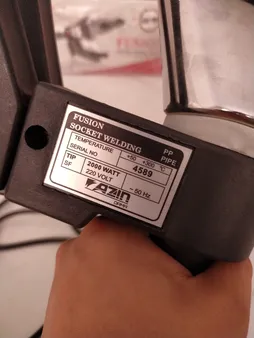 FUSION
SOCKET WELDING
PP
PIPE
TEMPERATURE +50 +300 °C
SERIAL NO 4589
TIP SF
2000 WATT
220 VOLT ~ 50 Hz
AZIN
FUSION